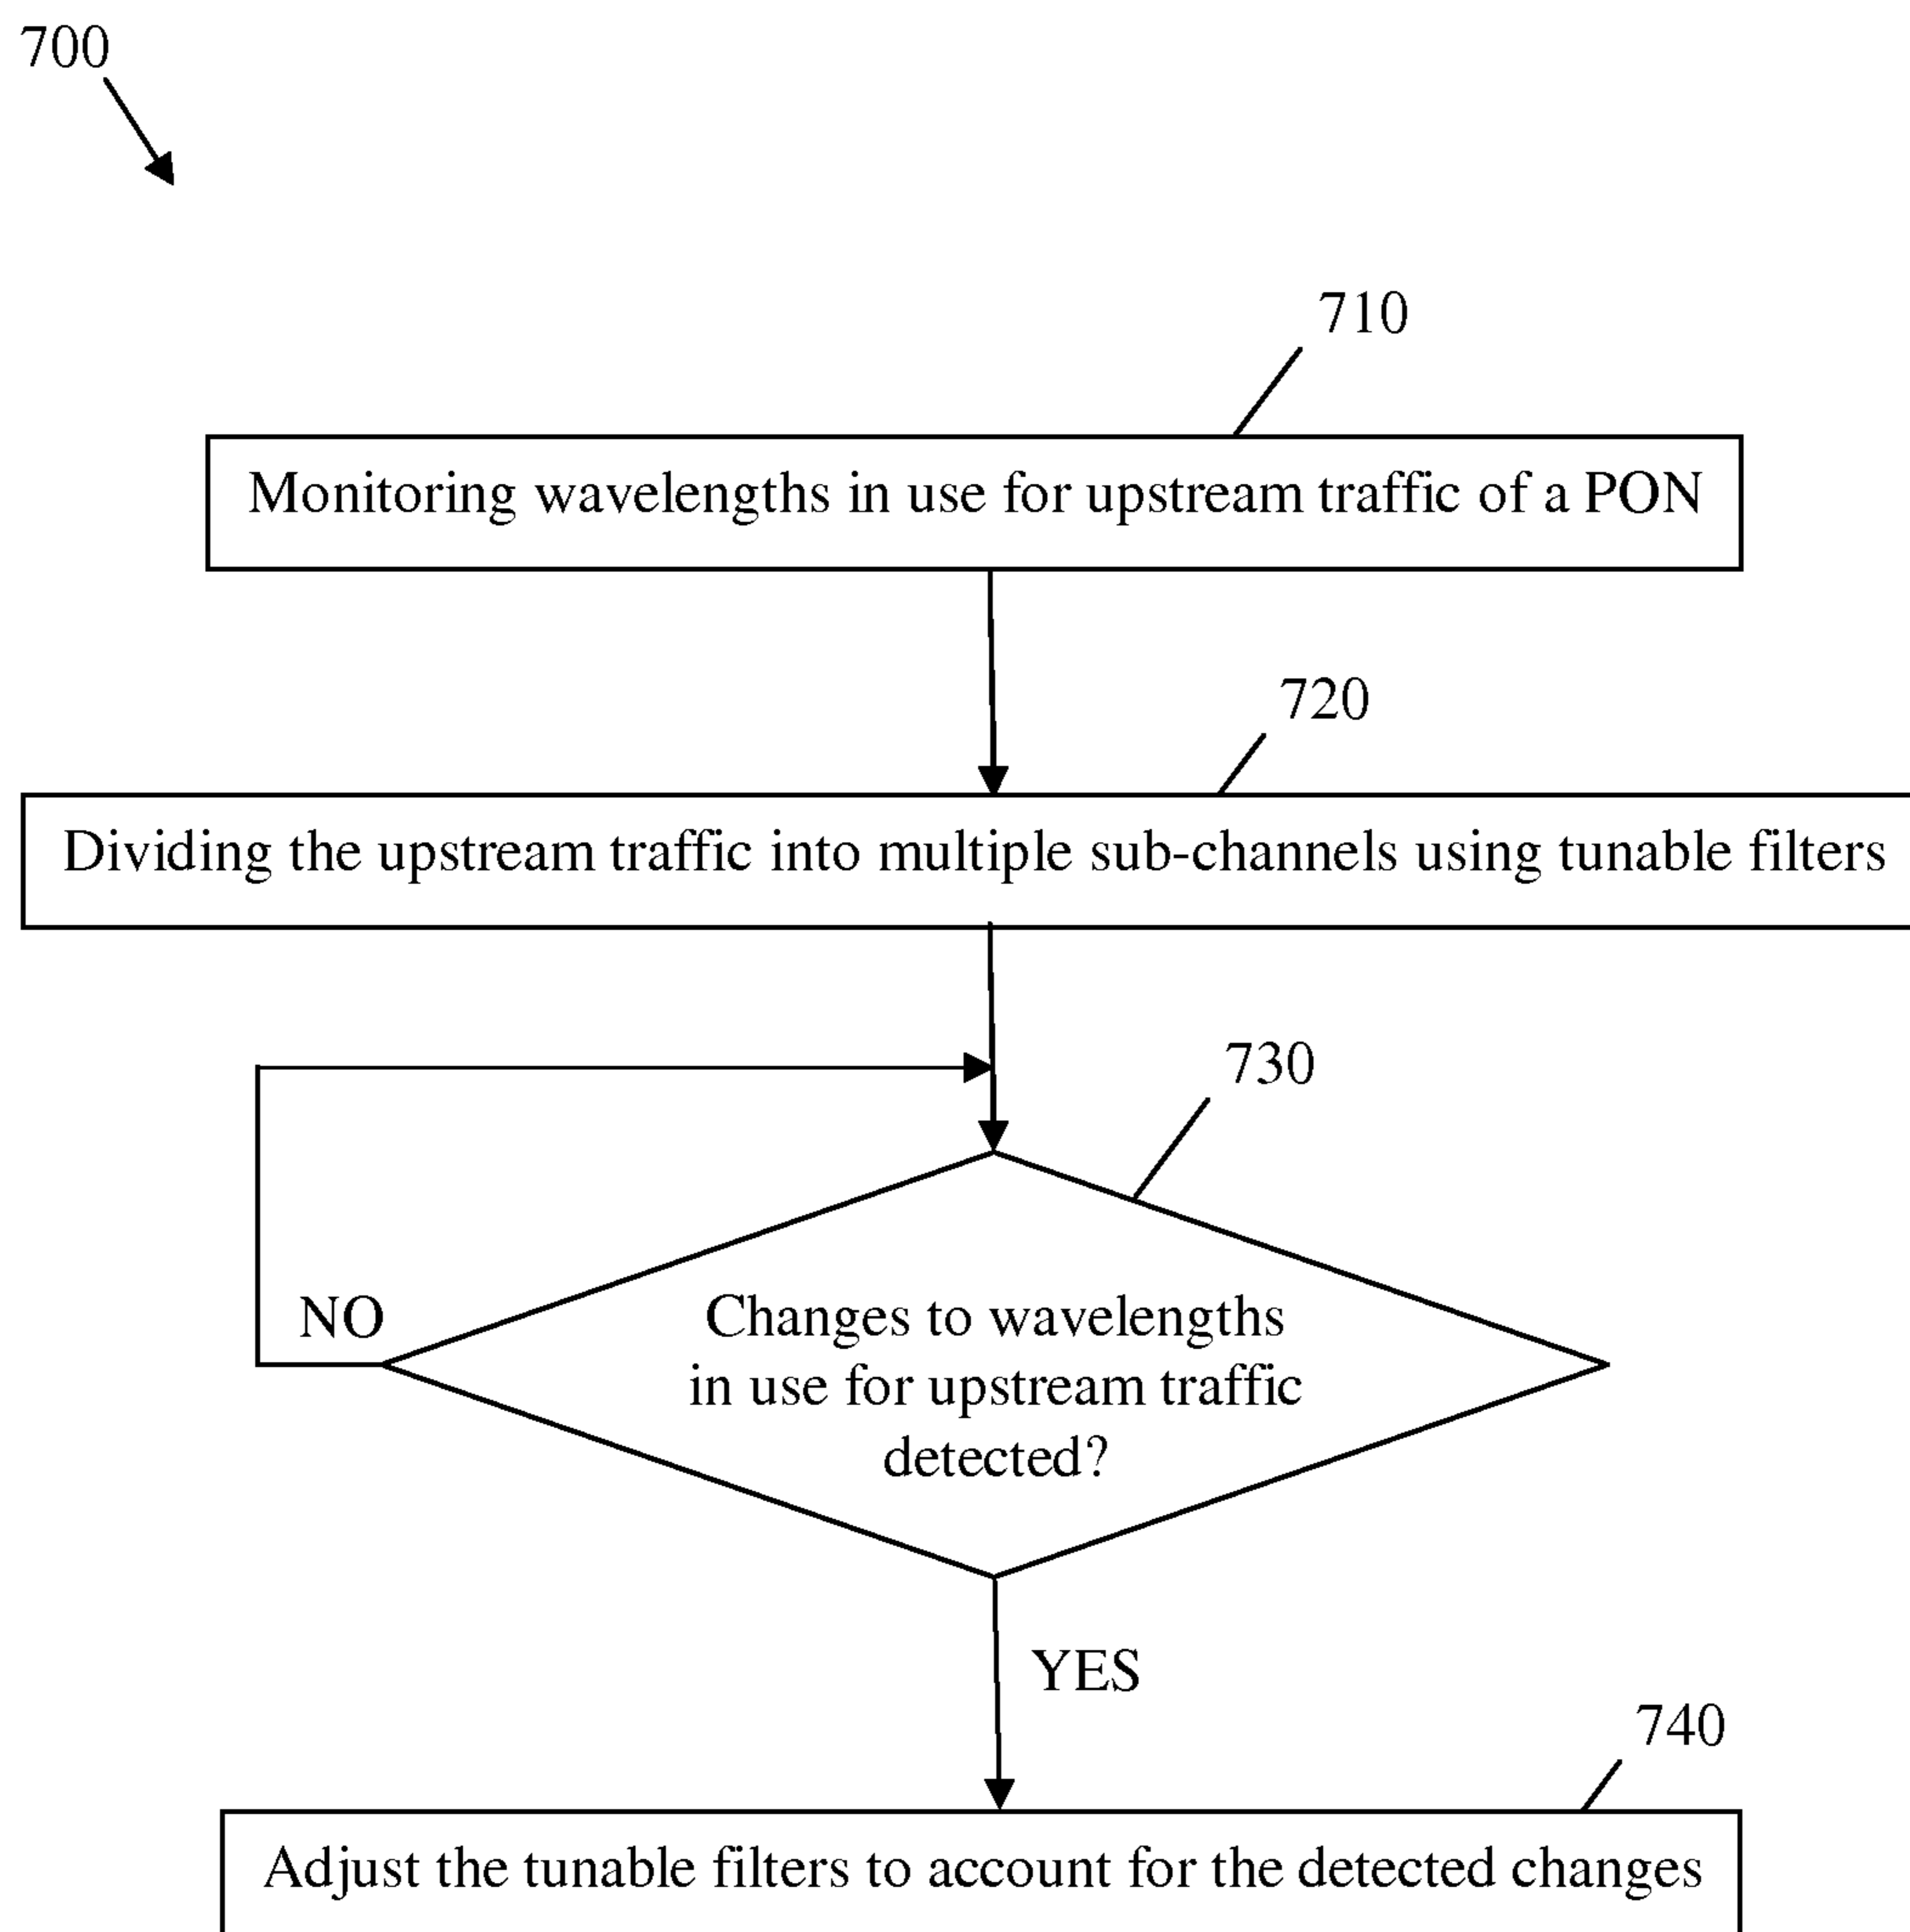 700
710
Monitoring wavelengths in use for upstream traffic of a PON
720
Dividing the upstream traffic into multiple sub-channels using tunable filters
730
NO
Changes to wavelengths
in use for upstream traffic
detected?
YES
740
Adjust the tunable filters to account for the detected changes